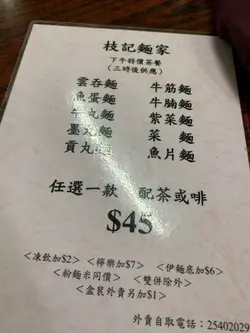 枝記麵家
下午特價茶餐
(三時後供應)
雲吞麵 牛筋麵
魚蛋麵 牛腩麵
牛丸麵 紫菜麵
墨丸麵 菜 麵
貢丸麵 魚片麵
任選一款 配茶或啡
$45
<凍飲加$2> <檸樂加$7> <伊麵底加$6>
<粉麵米同價> <雙併除外>
<盒裝外賣另加$1>
外賣自取電話：25402029